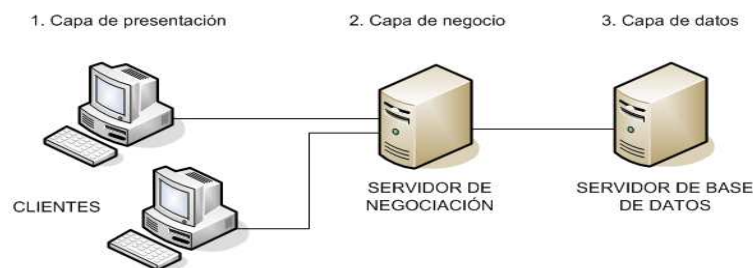 1. Capa de presentación
2. Capa de negocio
3. Capa de datos
CLIENTES
SERVIDOR DE
NEGOCIACIÓN
SERVIDOR DE BASE
DE DATOS